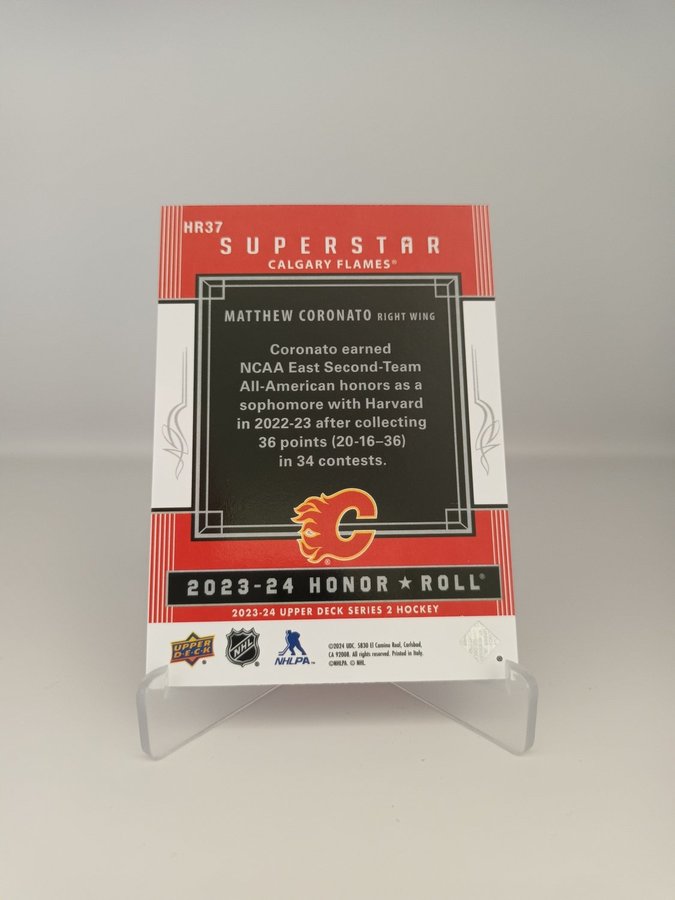 HR37
SUPERSTAR
CALGARY FLAMES®
MATTHEW CORONATO RIGHT WING
Coronato earned
NCAA East Second-Team
All-American honors as a
sophomore with Harvard
in 2022-23 after collecting
36 points (20-16–36)
in 34 contests.
C
®
2023-24 HONOR ★ ROLL®
2023-24 UPPER DECK SERIES 2 HOCKEY
UPPER DECK ®
NHL ®
NHLPA™
©2024 UDC. 5830 El Camino Real, Carlsbad,
CA 92008. All rights reserved. Printed in Italy.
©NHLPA. © NHL.
®